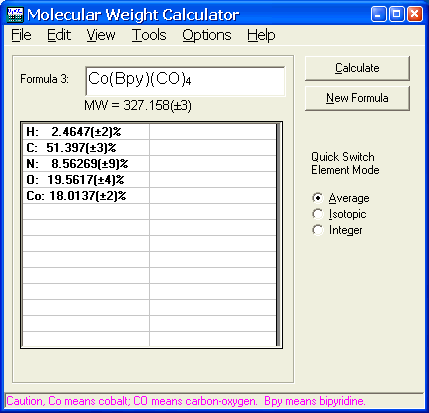 Molecular Weight Calculator
File Edit View Tools Options Help
Formula 3:
Co(Bpy)(CO)₄
MW = 327.158(±3)
H: 2.4647(±2)%
C: 51.397(±3)%
N: 8.56269(±9)%
O: 19.5617(±4)%
Co: 18.0137(±2)%
Calculate
New Formula
Quick Switch
Element Mode
Average
Isotopic
Integer
Caution, Co means cobalt; CO means carbon-oxygen. Bpy means bipyridine.